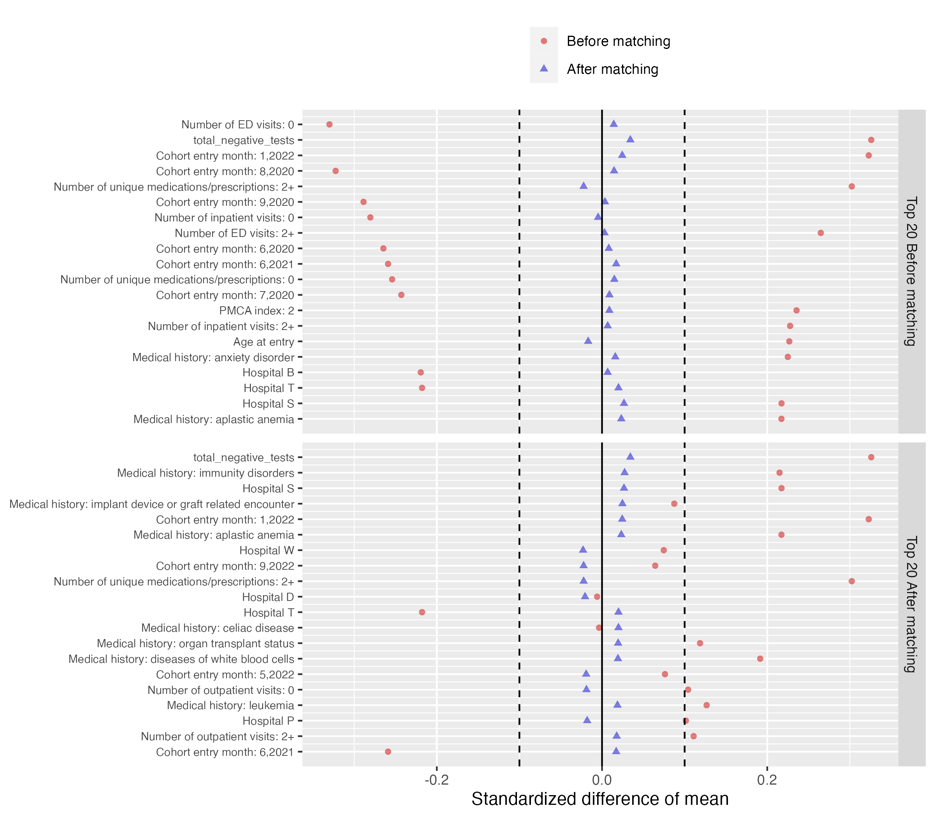 Before matching
After matching
Number of ED visits: 0
total_negative_tests
Cohort entry month: 1,2022
Cohort entry month: 8,2020
Number of unique medications/prescriptions: 2+
Cohort entry month: 9,2020
Number of inpatient visits: 0
Number of ED visits: 2+
Cohort entry month: 6,2020
Cohort entry month: 6,2021
Number of unique medications/prescriptions: 0
Cohort entry month: 7,2020
PMCA index: 2
Number of inpatient visits: 2+
Age at entry
Medical history: anxiety disorder
Hospital B
Hospital T
Hospital S
Medical history: aplastic anemia
Top 20 Before matching
total_negative_tests
Medical history: immunity disorders
Hospital S
Medical history: implant device or graft related encounter
Cohort entry month: 1,2022
Medical history: aplastic anemia
Hospital W
Cohort entry month: 9,2022
Number of unique medications/prescriptions: 2+
Hospital D
Hospital T
Medical history: celiac disease
Medical history: organ transplant status
Medical history: diseases of white blood cells
Cohort entry month: 5,2022
Number of outpatient visits: 0
Medical history: leukemia
Hospital P
Number of outpatient visits: 2+
Cohort entry month: 6,2021
Top 20 After matching
-0.2 0.0 0.2
Standardized difference of mean